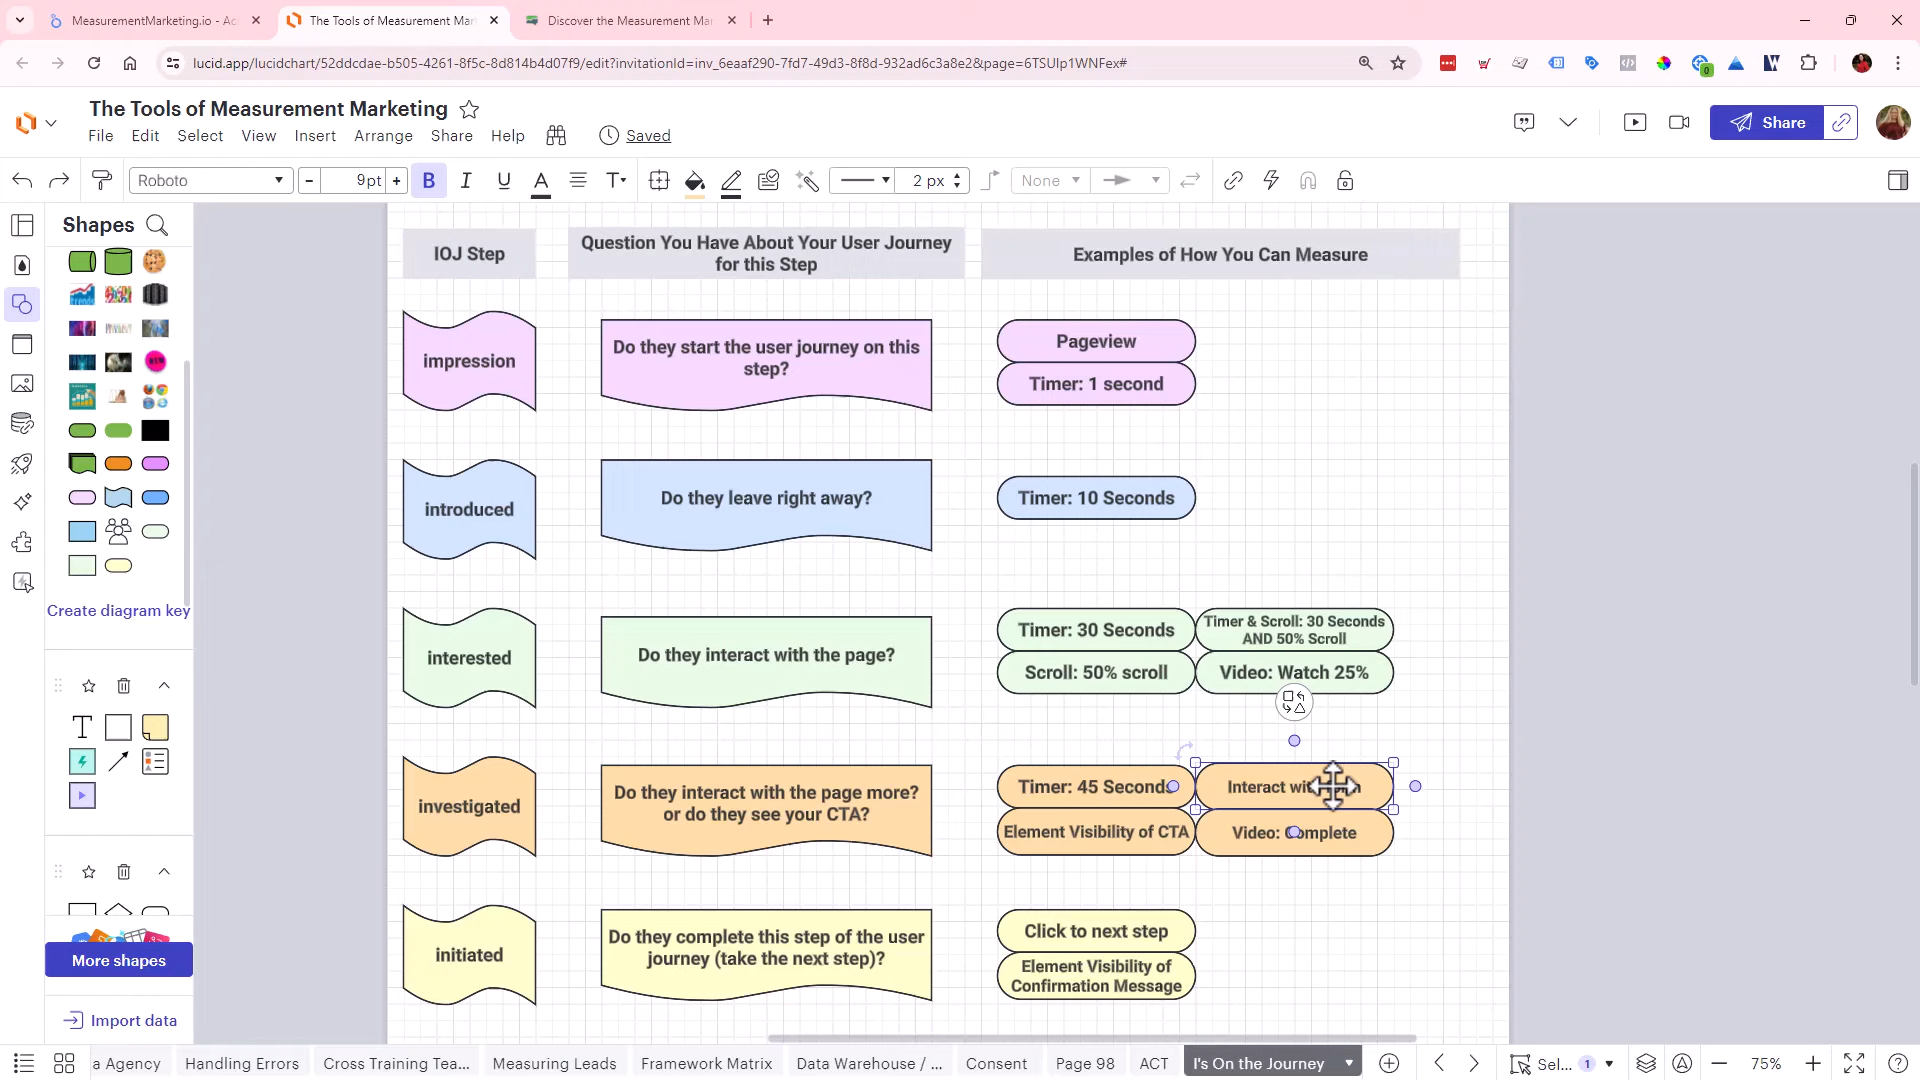 MeasurementMarketing.io - Ac
The Tools of Measurement Mar
Discover the Measurement Mar
lucid.app/lucidchart/52ddcdae-b505-4261-8f5c-8d814b4d07f9/edit?invitationId=inv_6eaaf290-7fd7-49d3-8f8d-932ad6c3a8e2&page=6TSUlp1WNFex#
0
The Tools of Measurement Marketing
File Edit Select View Insert Arrange Share Help Saved
Share
Roboto
- 9pt +
B I U A T
2 px
None
Shapes
Create diagram key
T
More shapes
Import data
IOJ Step
Question You Have About Your User Journey
for this Step
Examples of How You Can Measure
impression
Do they start the user journey on this
step?
Pageview
Timer: 1 second
introduced
Do they leave right away?
Timer: 10 Seconds
interested
Do they interact with the page?
Timer: 30 Seconds
Timer & Scroll: 30 Seconds
AND 50% Scroll
Scroll: 50% scroll
Video: Watch 25%
investigated
Do they interact with the page more?
or do they see your CTA?
Timer: 45 Seconds
Interact
Element Visibility of CTA
Video: Complete
initiated
Do they complete this step of the user
journey (take the next step)?
Click to next step
Element Visibility of
Confirmation Message
a Agency
Handling Errors
Cross Training Tea...
Measuring Leads
Framework Matrix
Data Warehouse / ...
Consent
Page 98
ACT
I's On the Journey
Sel... 1
75%